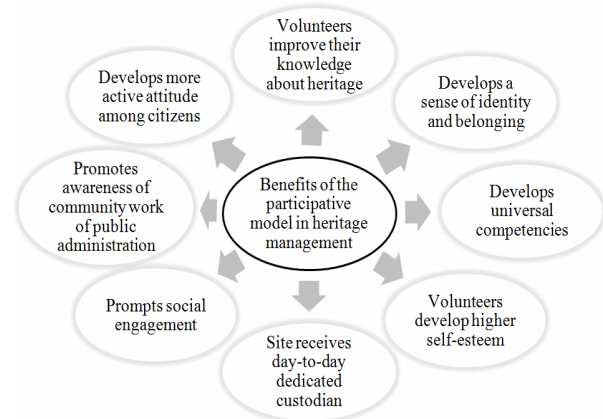 Volunteers
improve their
knowledge
about heritage
Develops more
active attitude
among citizens
Develops a
sense of identity
and belonging
Promotes
awareness of
community work
of public
administration
Benefits of the
participative
model in heritage
management
Develops
universal
competencies
Prompts social
engagement
Volunteers
develop higher
self-esteem
Site receives
day-to-day
dedicated
custodian